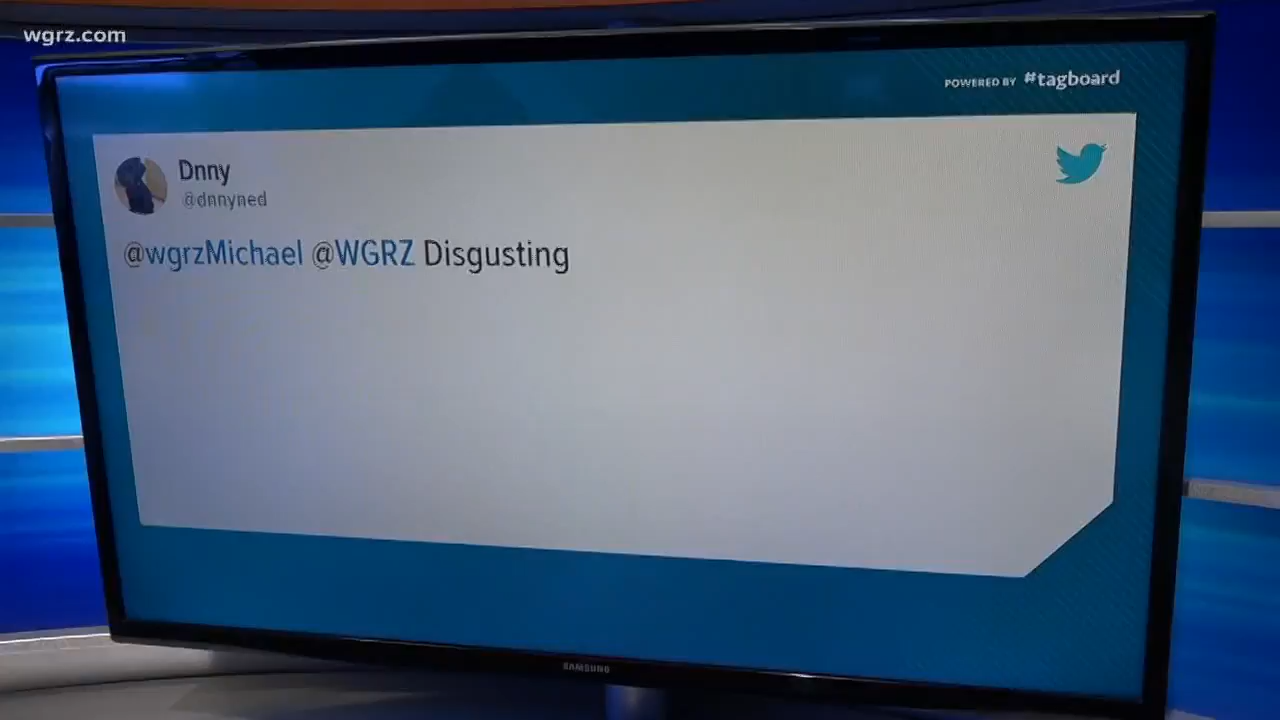 wgrz.com
POWERED BY #tagboard
Dnny
@dnnyned
@wgrzMichael @WGRZ Disgusting
SAMSUNG